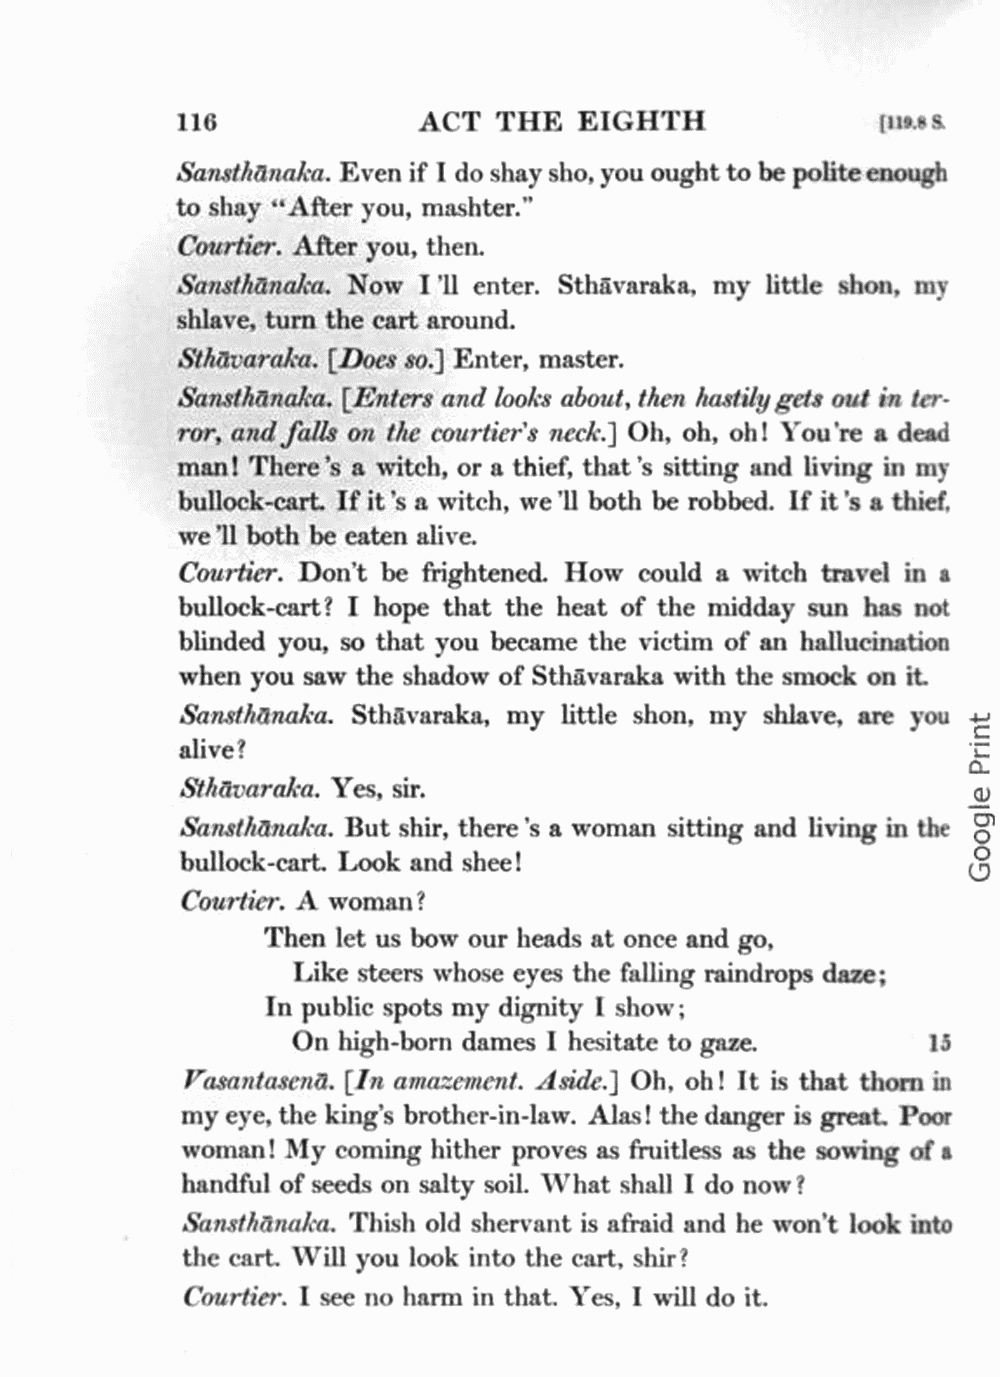 116 ACT THE EIGHTH [119.8 S.
Sansthānaka. Even if I do shay sho, you ought to be polite enough
to shay "After you, mashter."
Courtier. After you, then.
Sansthānaka. Now I'll enter. Sthāvaraka, my little shon, my
shlave, turn the cart around.
Sthāvaraka. [Does so.] Enter, master.
Sansthānaka. [Enters and looks about, then hastily gets out in ter-
ror, and falls on the courtier's neck.] Oh, oh, oh! You're a dead
man! There's a witch, or a thief, that's sitting and living in my
bullock-cart. If it's a witch, we'll both be robbed. If it's a thief,
we'll both be eaten alive.
Courtier. Don't be frightened. How could a witch travel in a
bullock-cart? I hope that the heat of the midday sun has not
blinded you, so that you became the victim of an hallucination
when you saw the shadow of Sthāvaraka with the smock on it.
Sansthānaka. Sthāvaraka, my little shon, my shlave, are you
alive?
Sthāvaraka. Yes, sir.
Sansthānaka. But shir, there's a woman sitting and living in the
bullock-cart. Look and shee!
Courtier. A woman?
Then let us bow our heads at once and go,
Like steers whose eyes the falling raindrops daze;
In public spots my dignity I show;
On high-born dames I hesitate to gaze. 15
Vasantasenā. [In amazement. Aside.] Oh, oh! It is that thorn in
my eye, the king's brother-in-law. Alas! the danger is great. Poor
woman! My coming hither proves as fruitless as the sowing of a
handful of seeds on salty soil. What shall I do now?
Sansthānaka. Thish old shervant is afraid and he won't look into
the cart. Will you look into the cart, shir?
Courtier. I see no harm in that. Yes, I will do it.
Google Print